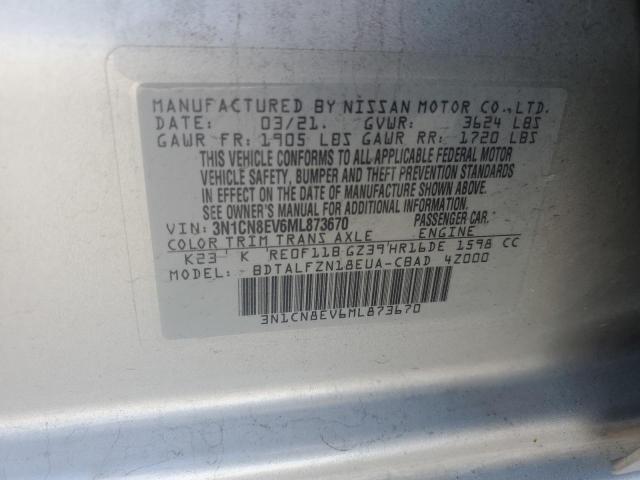 MANUFACTURED BY NISSAN MOTOR CO.,LTD.
DATE: 03/21. GVWR: 3624 LBS
GAWR FR: 1905 LBS GAWR RR: 1720 LBS
THIS VEHICLE CONFORMS TO ALL APPLICABLE FEDERAL MOTOR
VEHICLE SAFETY, BUMPER AND THEFT PREVENTION STANDARDS
IN EFFECT ON THE DATE OF MANUFACTURE SHOWN ABOVE.
SEE OWNER'S MANUAL FOR ADDITIONAL INFORMATION.
VIN: 3N1CN8EV6ML873670 PASSENGER CAR.
COLOR TRIM TRANS AXLE ENGINE
K23 K RE0F11B GZ39 HR16DE 1598 CC
MODEL: BDTALFZN18EUA-CBAD 4Z000
3N1CN8EV6ML873670